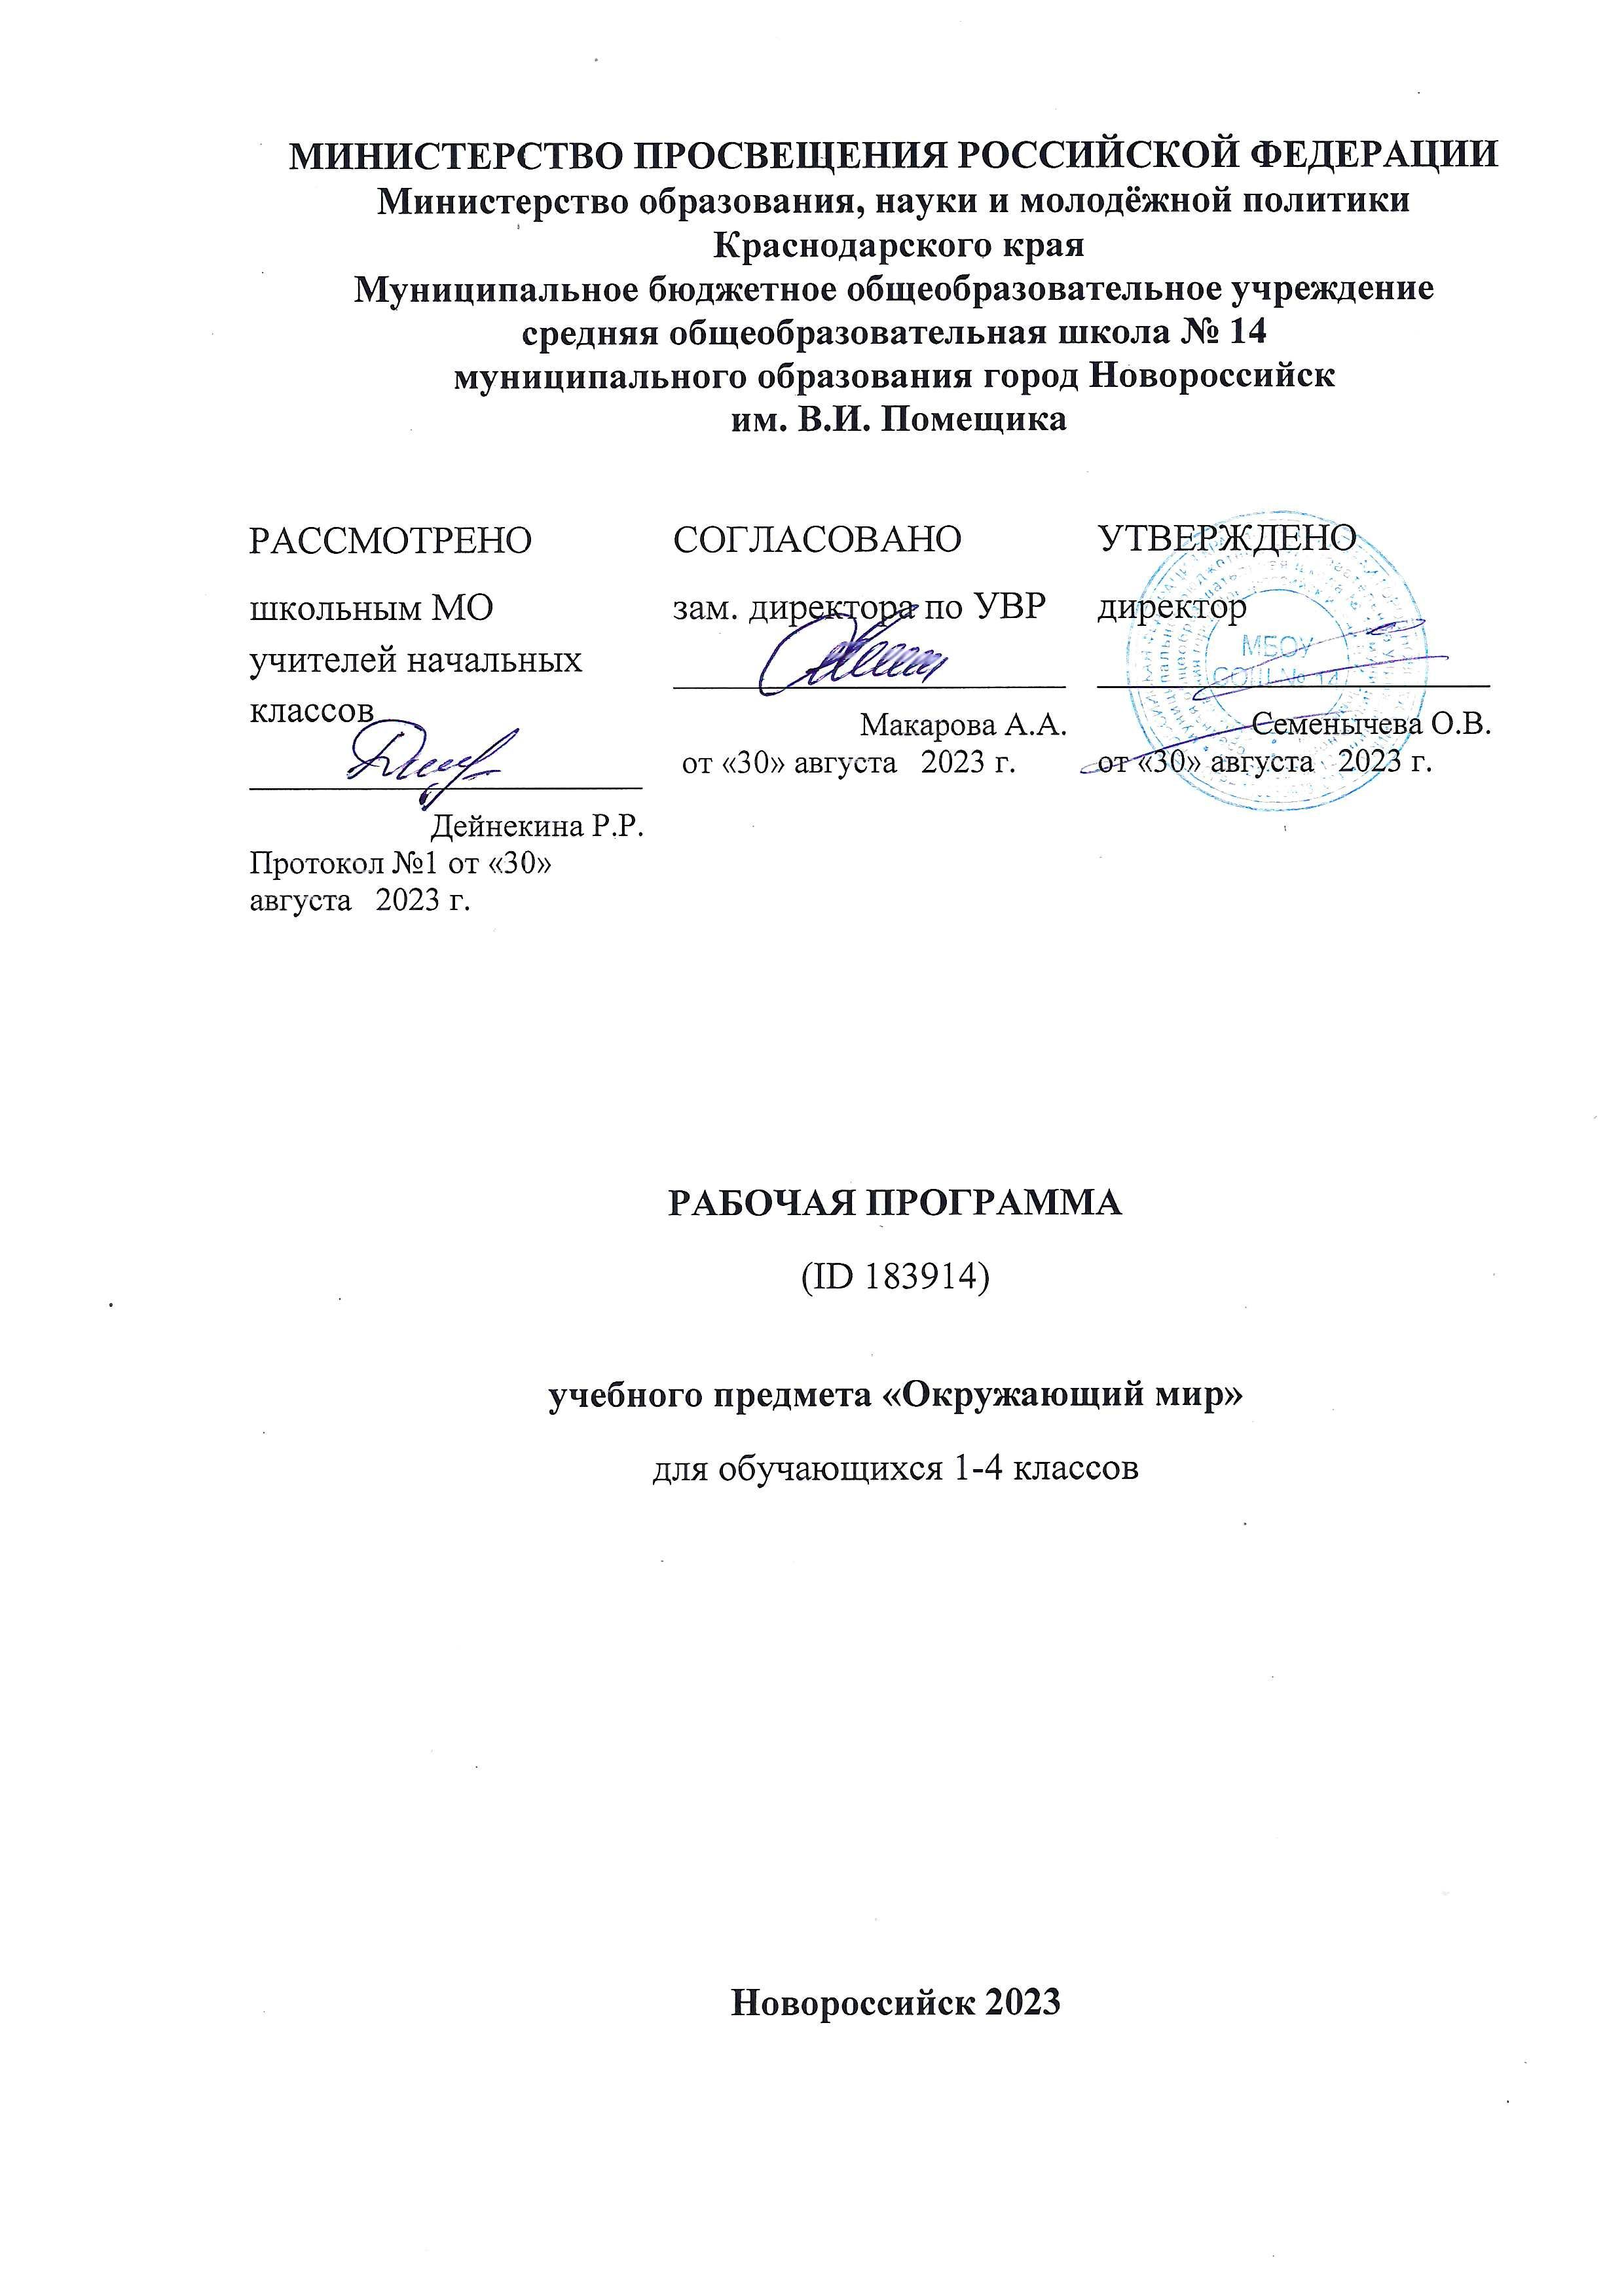 МИНИСТЕРСТВО ПРОСВЕЩЕНИЯ РОССИЙСКОЙ ФЕДЕРАЦИИ
Министерство образования, науки и молодёжной политики
Краснодарского края
Муниципальное бюджетное общеобразовательное учреждение
средняя общеобразовательная школа № 14
муниципального образования город Новороссийск
им. В.И. Помещика
РАССМОТРЕНО
школьным МО
учителей начальных
классов
Дейнекина Р.Р.
Протокол №1 от «30»
августа 2023 г.
СОГЛАСОВАНО
зам. директора по УВР
Макарова А.А.
от «30» августа 2023 г.
УТВЕРЖДЕНО
директор
МБОУ
СОШ № 14
Семенычева О.В.
от «30» августа 2023 г.
РАБОЧАЯ ПРОГРАММА
(ID 183914)
учебного предмета «Окружающий мир»
для обучающихся 1-4 классов
Новороссийск 2023